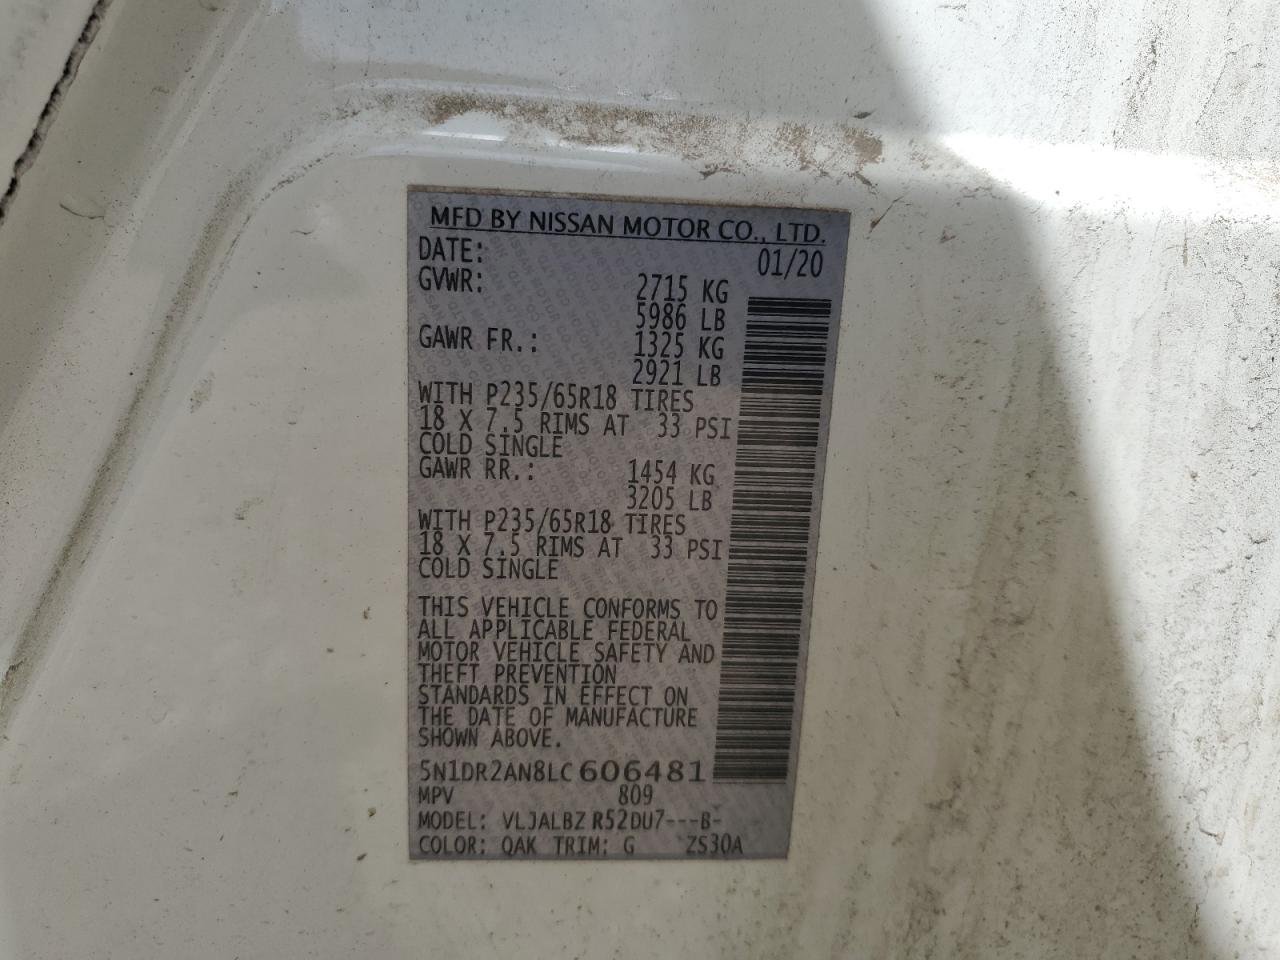 MFD BY NISSAN MOTOR CO., LTD.
DATE: 01/20
GVWR: 2715 KG
5986 LB
GAWR FR.: 1325 KG
2921 LB
WITH P235/65R18 TIRES
18 X 7.5 RIMS AT 33 PSI
COLD SINGLE
GAWR RR.: 1454 KG
3205 LB
WITH P235/65R18 TIRES
18 X 7.5 RIMS AT 33 PSI
COLD SINGLE
THIS VEHICLE CONFORMS TO
ALL APPLICABLE FEDERAL
MOTOR VEHICLE SAFETY AND
THEFT PREVENTION
STANDARDS IN EFFECT ON
THE DATE OF MANUFACTURE
SHOWN ABOVE.
5N1DR2AN8LC606481
MPV 809
MODEL: VLJALBZ R52DU7---B-
COLOR: QAK TRIM: G ZS30A